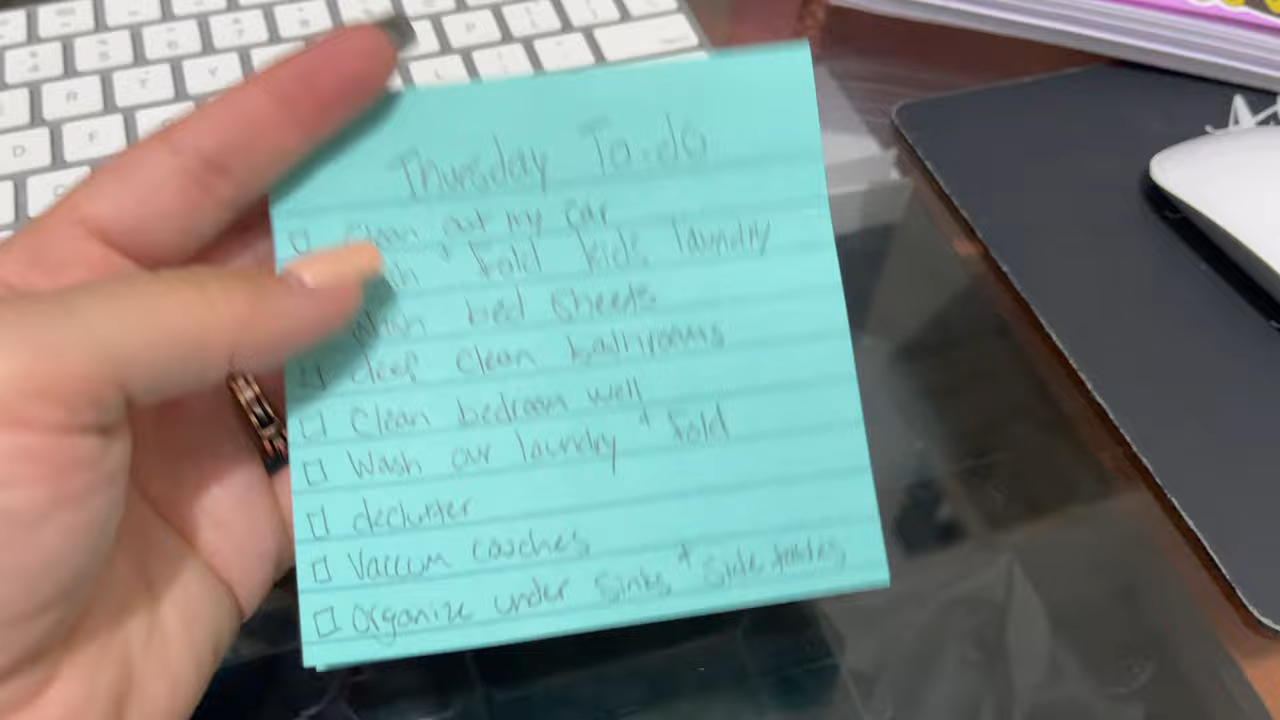 Thursday To-do
Clean out my car
+ Fold kids laundry
Wash bed sheets
deep clean bathrooms
Clean bedroom well
Wash our laundry + fold
declutter
Vaccum couches
Organize under sinks + side tables